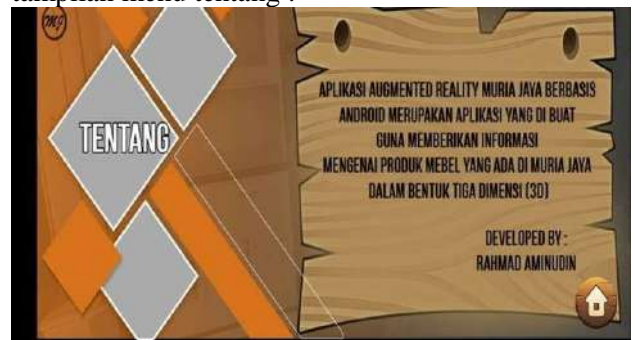 tampilan menu tentang :
MJ
TENTANG
APLIKASI AUGMENTED REALITY MURIA JAYA BERBASIS
ANDROID MERUPAKAN APLIKASI YANG DI BUAT
GUNA MEMBERIKAN INFORMASI
MENGENAI PRODUK MEBEL YANG ADA DI MURIA JAYA
DALAM BENTUK TIGA DIMENSI (3D)
DEVELOPED BY :
RAHMAD AMINUDIN